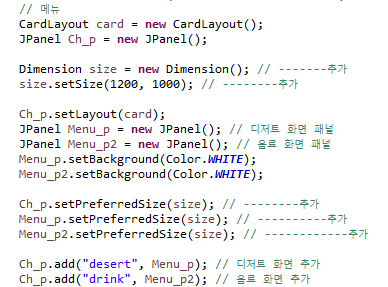 // 메뉴
CardLayout card = new CardLayout();
JPanel Ch_p = new JPanel();
Dimension size = new Dimension(); // -------추가
size.setSize(1200, 1000); // --------추가
Ch_p.setLayout(card);
JPanel Menu_p = new JPanel(); // 디저트 화면 패널
JPanel Menu_p2 = new JPanel(); // 음료 화면 패널
Menu_p.setBackground(Color.WHITE);
Menu_p2.setBackground(Color.WHITE);
Ch_p.setPreferredSize(size); // --------추가
Menu_p.setPreferredSize(size); // ----------추가
Menu_p2.setPreferredSize(size); // ------------추가
Ch_p.add("desert", Menu_p); // 디저트 화면 추가
Ch_p.add("drink", Menu_p2); // 음료 화면 추가